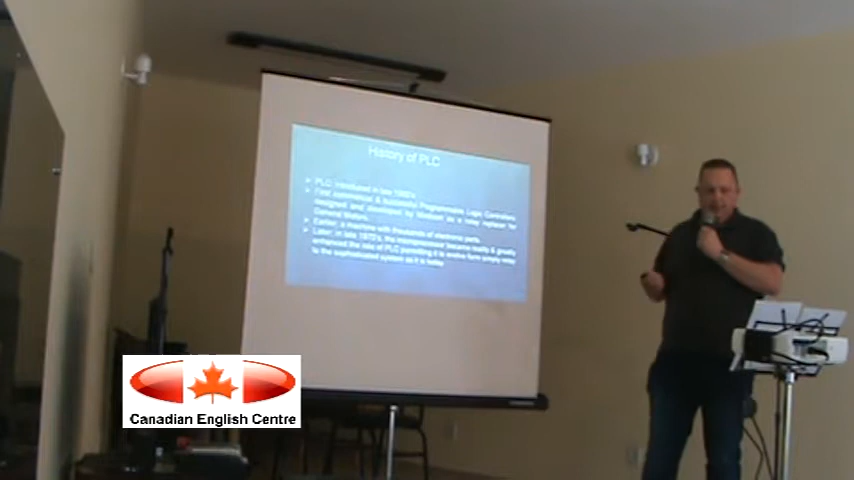 History of PLC
PLC introduced in late 1960's
First commercial & successful Programmable Logic Controllers
designed and developed by Modicon as a relay replacer for
General Motors.
Earlier, a machine with thousands of electronic parts.
Later, in late 1970's, the microprocessor became reality & greatly
enhanced the role of PLC permitting it to evolve form simply relay
to the sophisticated system as it is today
Canadian English Centre